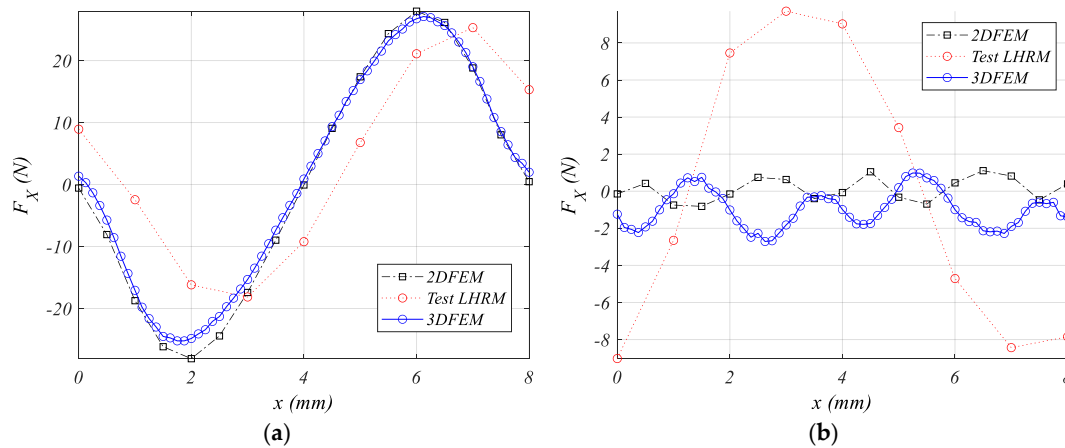 20
10
0
-10
-20
F_X (N)
2DFEM
Test LHRM
3DFEM
0 2 4 6 8
x (mm)
(a)
8
6
4
2
0
-2
-4
-6
-8
F_X (N)
2DFEM
Test LHRM
3DFEM
0 2 4 6 8
x (mm)
(b)